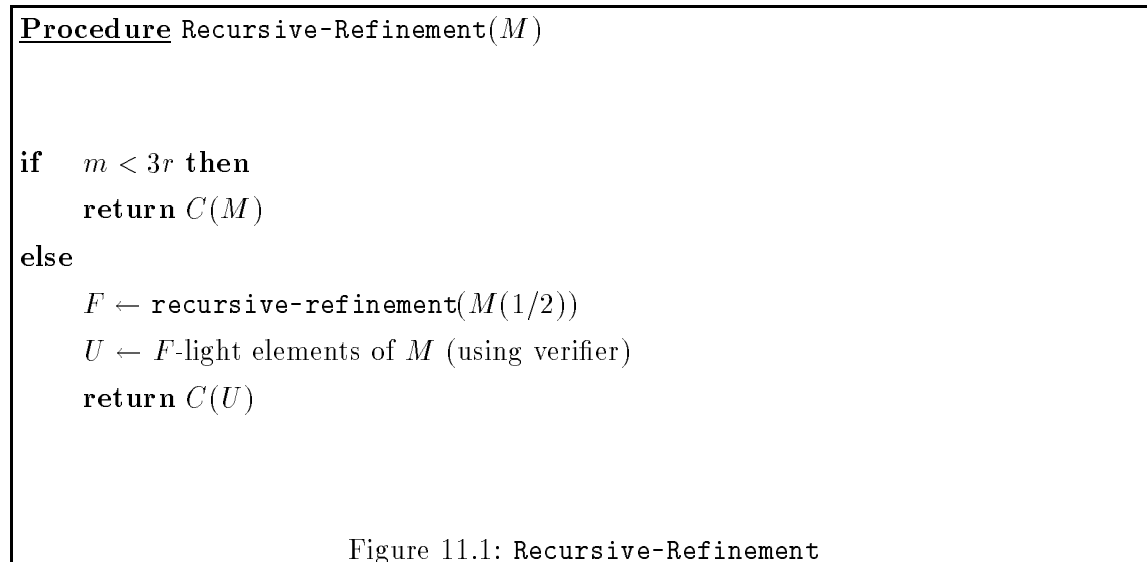 Procedure Recursive-Refinement(M)
if m < 3r then
return C(M)
else
F ← recursive-refinement(M(1/2))
U ← F-light elements of M (using verifier)
return C(U)
Figure 11.1: Recursive-Refinement